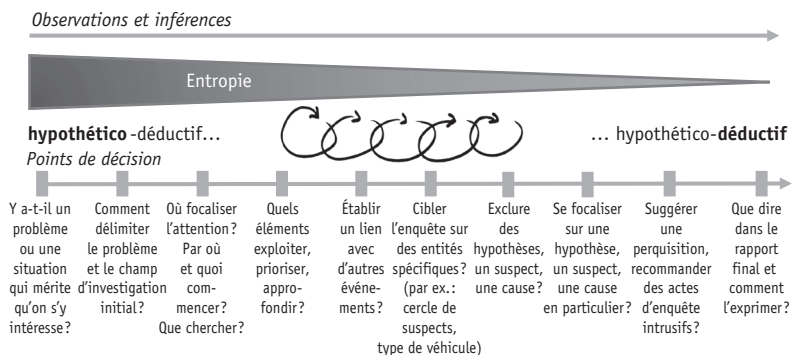 Observations et inférences
Entropie
hypothético-déductif...
... hypothético-déductif
Points de décision
Y a-t-il un
problème
ou une
situation
qui mérite
qu'on s'y
intéresse?
Comment
délimiter
le problème
et le champ
d'investigation
initial?
Où focaliser
l'attention?
Par où
et quoi
com-
mencer?
Que chercher?
Quels
éléments
exploiter,
prioriser,
appro-
fondir?
Établir
un lien
avec
d'autres
événe-
ments?
Cibler
l'enquête sur
des entités
spécifiques?
(par ex.:
cercle de
suspects,
type de véhicule)
Exclure
des
hypothèses,
un suspect,
une cause?
Se focaliser
sur une
hypothèse,
un suspect,
une cause
en particulier?
Suggérer
une
perquisition,
recommander
des actes
d'enquête
intrusifs?
Que dire
dans le
rapport
final et
comment
l'exprimer?